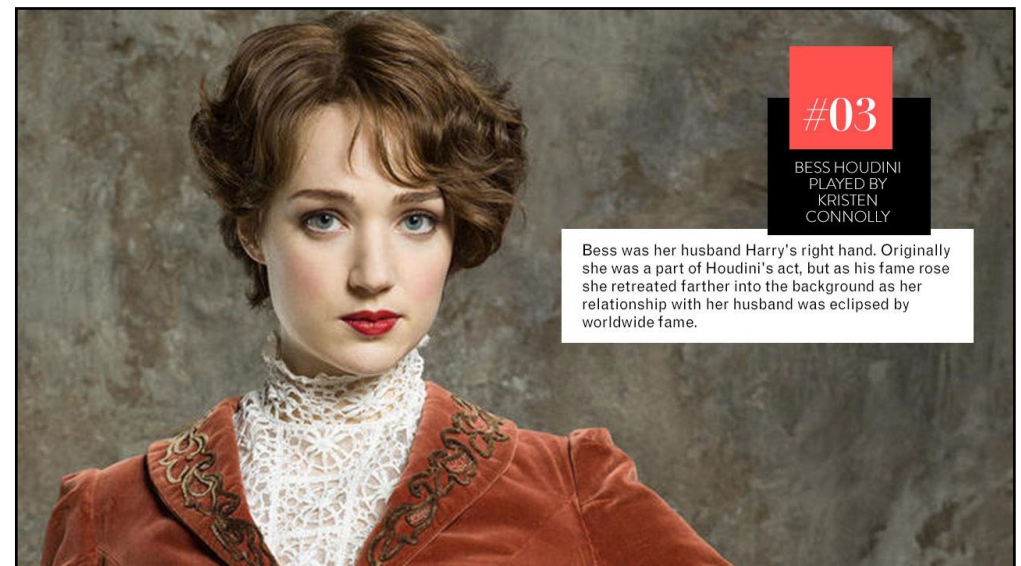 #03
BESS HOUDINI
PLAYED BY
KRISTEN
CONNOLLY
Bess was her husband Harry's right hand. Originally
she was a part of Houdini's act, but as his fame rose
she retreated farther into the background as her
relationship with her husband was eclipsed by
worldwide fame.